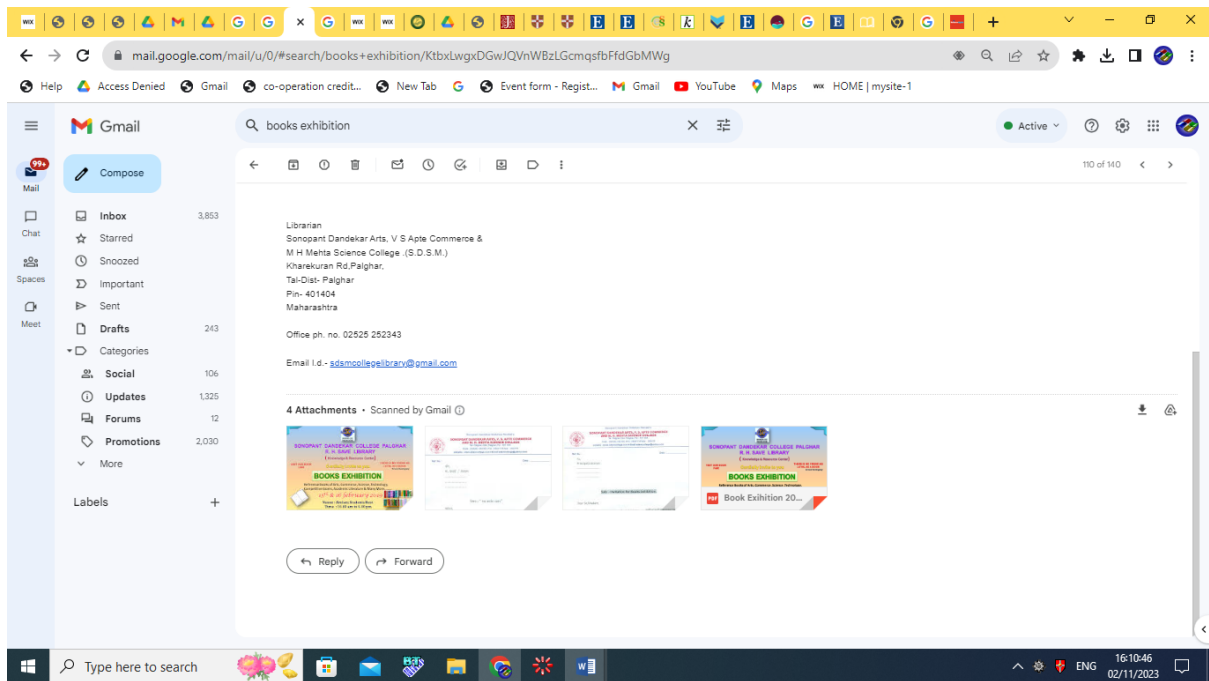 mail.google.com/mail/u/0/#search/books+exhibition/KtbxLwgxDGwJQVnWBzLGcmqsfbFfdGbMWg
Help Access Denied Gmail co-operation credit... New Tab Event form - Regist... Gmail YouTube Maps HOME | mysite-1
Gmail
books exhibition
Active
99+
Mail
Compose
110 of 140
Chat
Spaces
Meet
Inbox 3,853
Starred
Snoozed
Important
Sent
Drafts 243
Categories
Social 106
Updates 1,325
Forums 12
Promotions 2,030
More
Labels
Librarian
Sonopant Dandekar Arts, V S Apte Commerce &
M H Mehta Science College .(S.D.S.M.)
Kharekuran Rd,Palghar,
Tal-Dist- Palghar
Pin- 401404
Maharashtra
Office ph. no. 02525 252343
Email I.d.- sdsmcollegelibrary@gmail.com
4 Attachments • Scanned by Gmail
SONOPANT DANDEKAR COLLEGE PALGHAR
BOOKS EXHIBITION
SONOPANT DANDEKAR COLLEGE PALGHAR
BOOKS EXHIBITION
PDF Book Exihition 20...
Reply Forward
Type here to search
ENG
16:10:46
02/11/2023